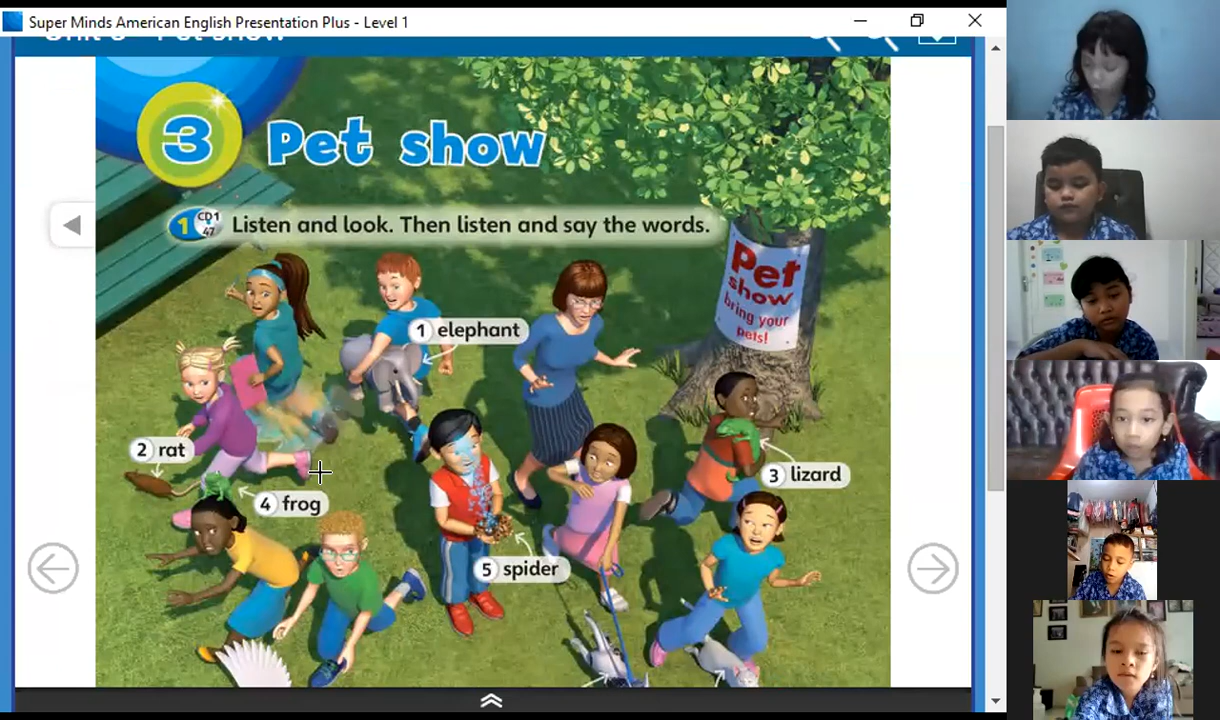 Super Minds American English Presentation Plus - Level 1
3 Pet show
1 CD1 47 Listen and look. Then listen and say the words.
Pet
show
bring your
pets!
1 elephant
2 rat
3 lizard
4 frog
5 spider